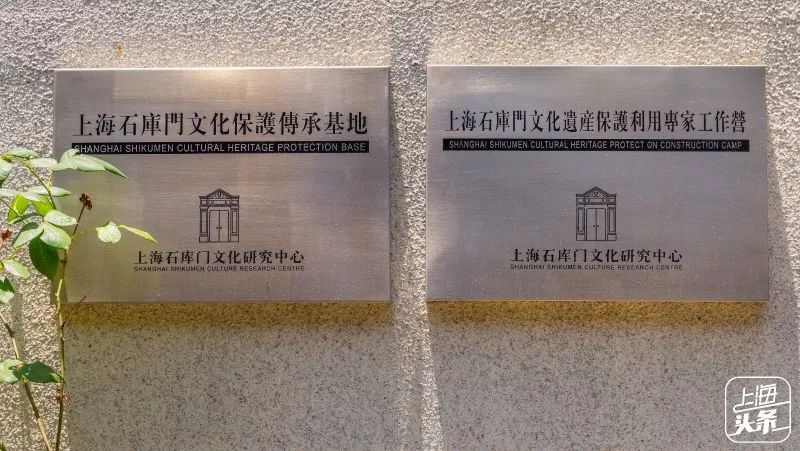 上海石庫門文化保護傳承基地
SHANGHAI SHIKUMEN CULTURAL HERITAGE PROTECTION BASE
上海石库门文化研究中心
SHANGHAI SHIKUMEN CULTURE RESEARCH CENTRE
上海石庫門文化遺産保護利用專家工作營
SHANGHAI SHIKUMEN CULTURAL HERITAGE PROTECT ON CONSTRUCTION CAMP
上海石库门文化研究中心
SHANGHAI SHIKUMEN CULTURE RESEARCH CENTRE
上海
头条